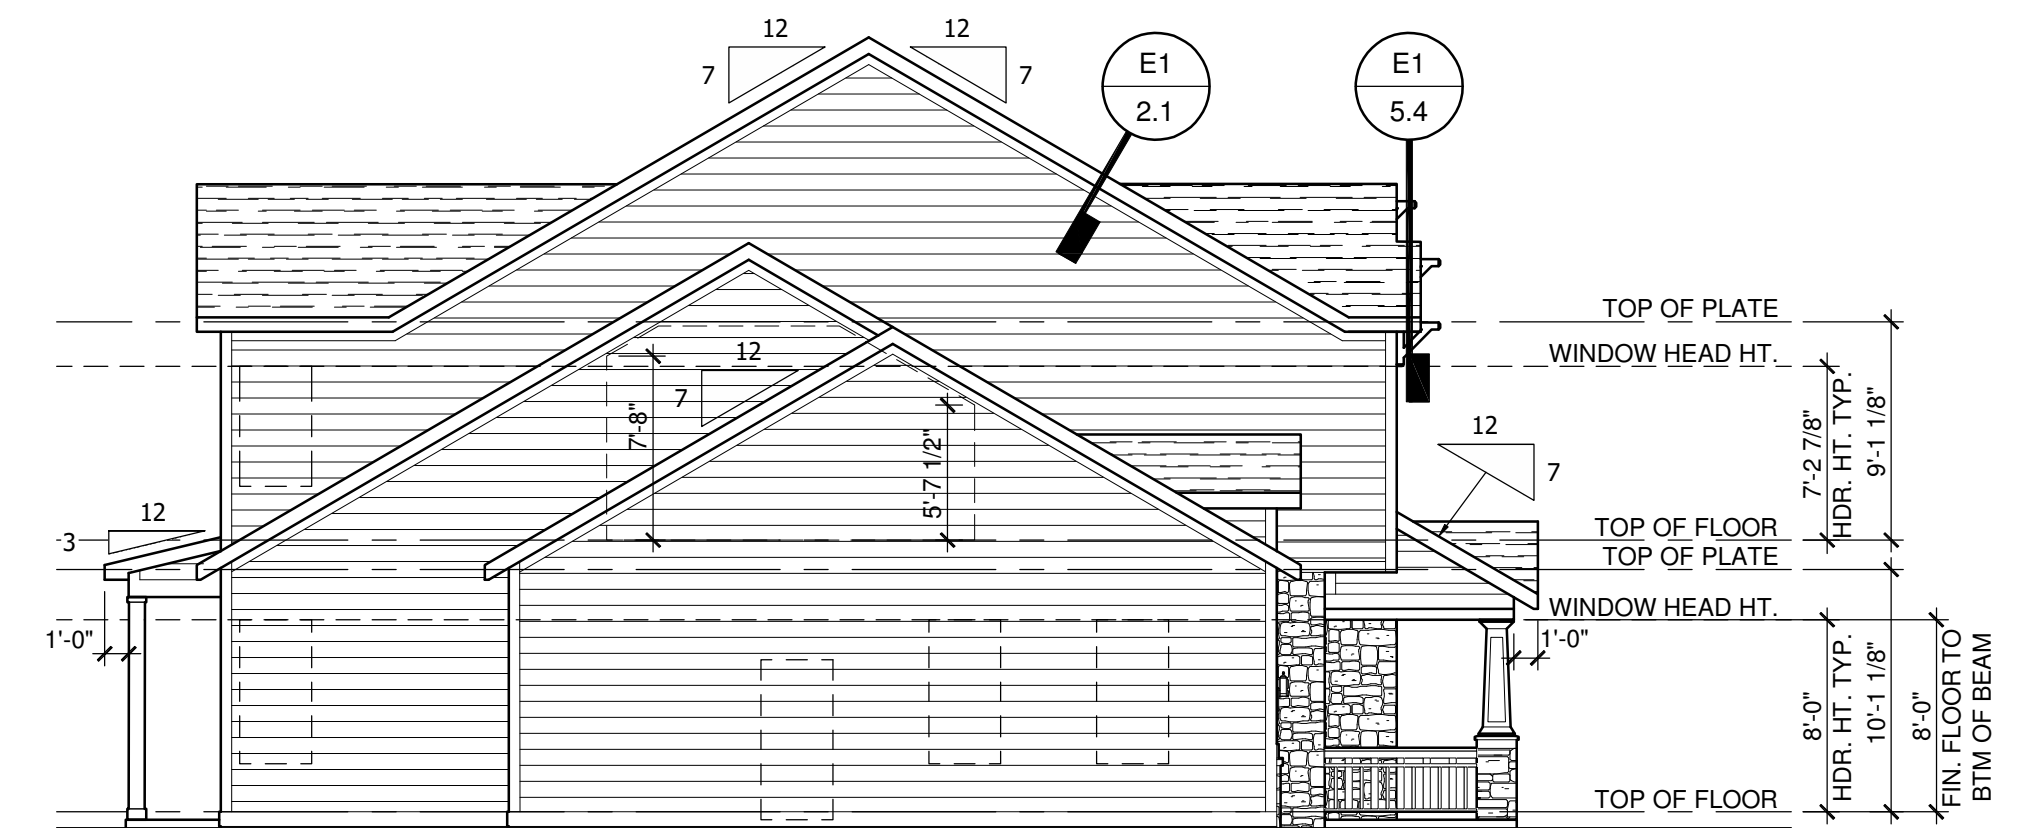 12
12
7
7
E1
2.1
E1
5.4
TOP OF PLATE
WINDOW HEAD HT.
12
7
7'-8"
5'-7 1/2"
12
7
7'-2 7/8"
HDR. HT. TYP.
9'-1 1/8"
12
3
TOP OF FLOOR
TOP OF PLATE
WINDOW HEAD HT.
1'-0"
1'-0"
8'-0"
HDR. HT. TYP.
10'-1 1/8"
8'-0"
FIN. FLOOR TO
BTM OF BEAM
TOP OF FLOOR